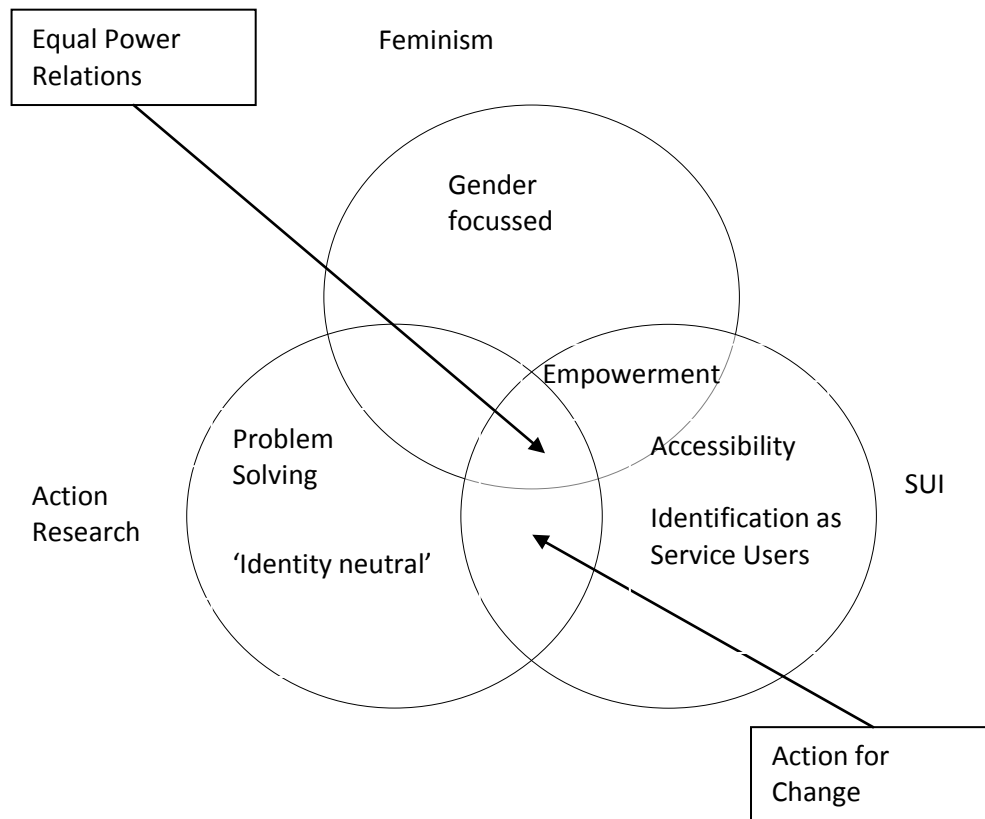 Equal Power
Relations
Feminism
Gender
focussed
Empowerment
Problem
Solving
Accessibility
Action
Research
SUI
Identification as
Service Users
‘Identity neutral’
Action for
Change